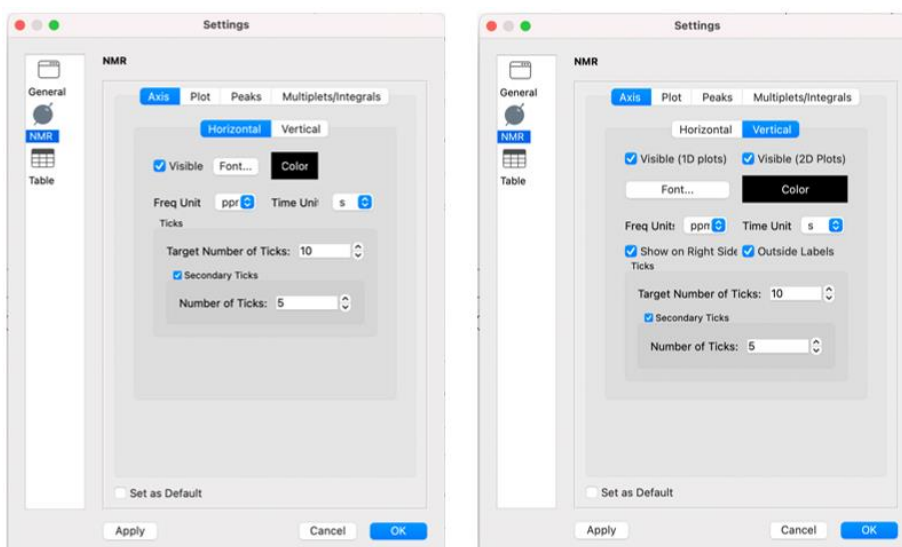 Settings
NMR
General
NMR
Table
Axis Plot Peaks Multiplets/Integrals
Horizontal Vertical
Visible Font... Color
Freq Unit ppr Time Uni s
Ticks
Target Number of Ticks: 10
Secondary Ticks
Number of Ticks: 5
Set as Default
Apply Cancel OK
Settings
NMR
General
NMR
Table
Axis Plot Peaks Multiplets/Integrals
Horizontal Vertical
Visible (1D plots) Visible (2D Plots)
Font... Color
Freq Unit: ppn Time Unit s
Show on Right Side Outside Labels
Ticks
Target Number of Ticks: 10
Secondary Ticks
Number of Ticks: 5
Set as Default
Apply Cancel OK